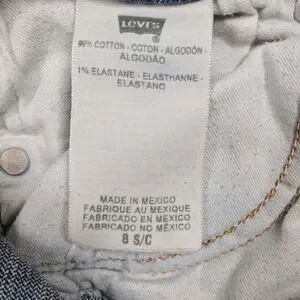 LEVI'S
®
99% COTTON - COTON - ALGODÓN -
ALGODÃO
1% ELASTANE - ELASTHANNE -
ELASTANO
MADE IN MEXICO
FABRIQUE AU MEXIQUE
FABRICADO EN MEXICO
FABRICADO NO MÉXICO
8 S/C